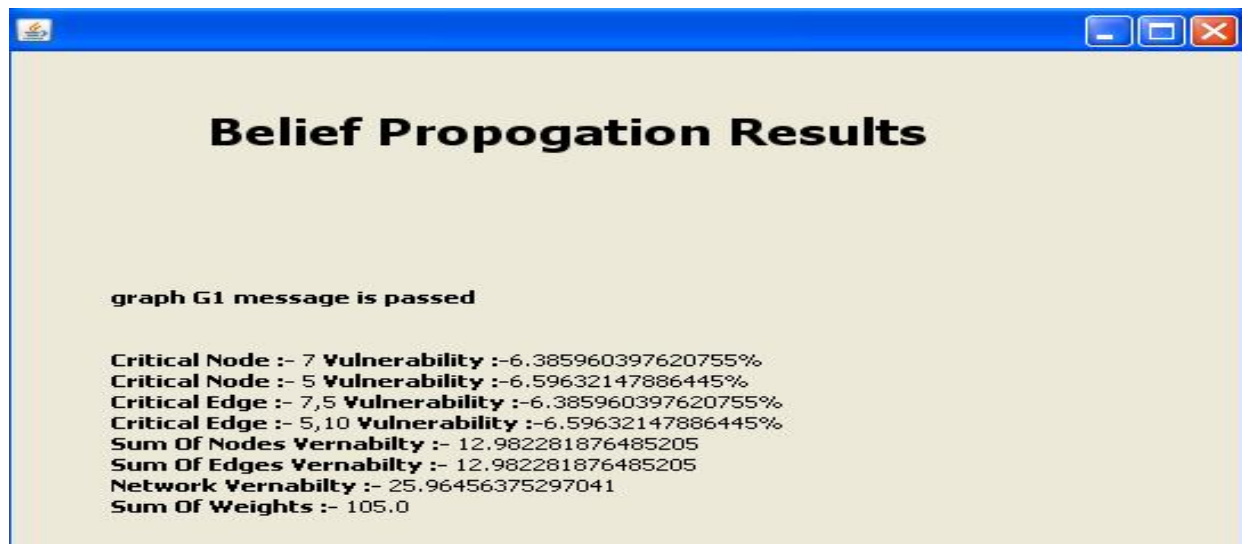 Belief Propogation Results
graph G1 message is passed
Critical Node :- 7 Vulnerability :-6.385960397620755%
Critical Node :- 5 Vulnerability :-6.59632147886445%
Critical Edge :- 7,5 Vulnerability :-6.385960397620755%
Critical Edge :- 5,10 Vulnerability :-6.59632147886445%
Sum Of Nodes Vernabilty :- 12.982281876485205
Sum Of Edges Vernabilty :- 12.982281876485205
Network Vernabilty :- 25.96456375297041
Sum Of Weights :- 105.0